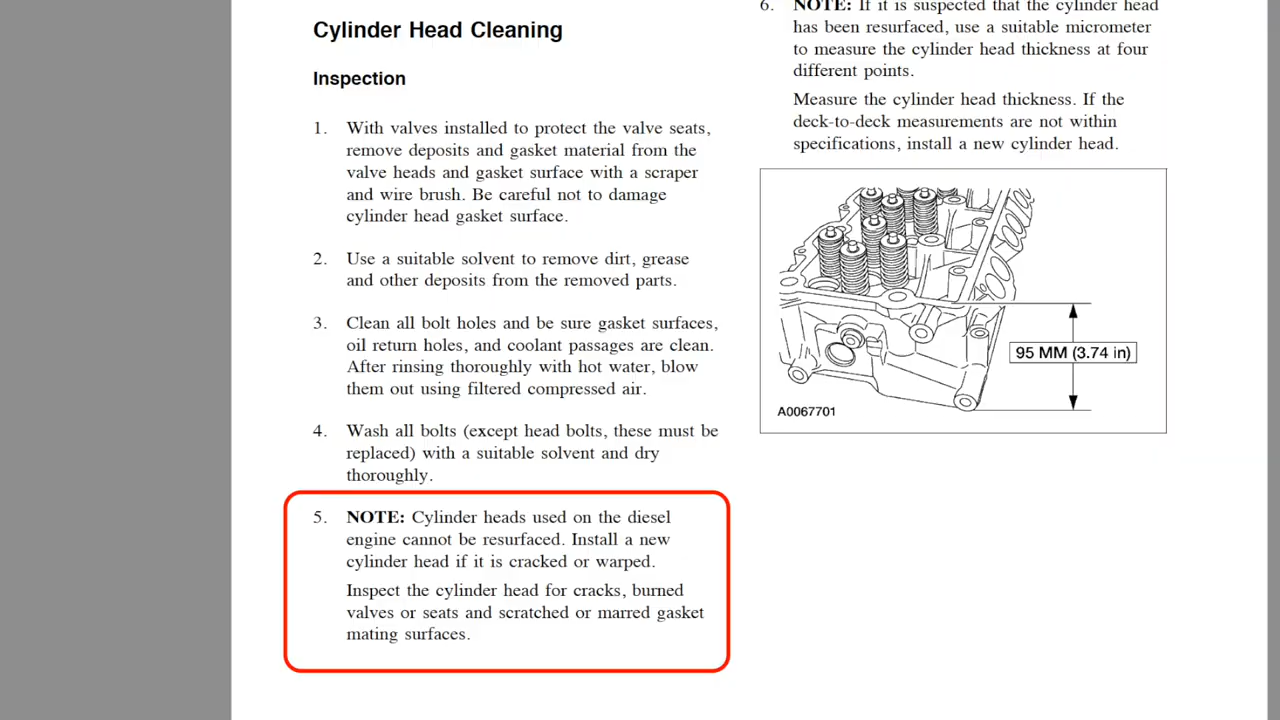 Cylinder Head Cleaning
Inspection
1. With valves installed to protect the valve seats,
remove deposits and gasket material from the
valve heads and gasket surface with a scraper
and wire brush. Be careful not to damage
cylinder head gasket surface.
2. Use a suitable solvent to remove dirt, grease
and other deposits from the removed parts.
3. Clean all bolt holes and be sure gasket surfaces,
oil return holes, and coolant passages are clean.
After rinsing thoroughly with hot water, blow
them out using filtered compressed air.
4. Wash all bolts (except head bolts, these must be
replaced) with a suitable solvent and dry
thoroughly.
5. NOTE: Cylinder heads used on the diesel
engine cannot be resurfaced. Install a new
cylinder head if it is cracked or warped.
Inspect the cylinder head for cracks, burned
valves or seats and scratched or marred gasket
mating surfaces.
6. NOTE: If it is suspected that the cylinder head
has been resurfaced, use a suitable micrometer
to measure the cylinder head thickness at four
different points.
Measure the cylinder head thickness. If the
deck-to-deck measurements are not within
specifications, install a new cylinder head.
95 MM (3.74 in)
A0067701